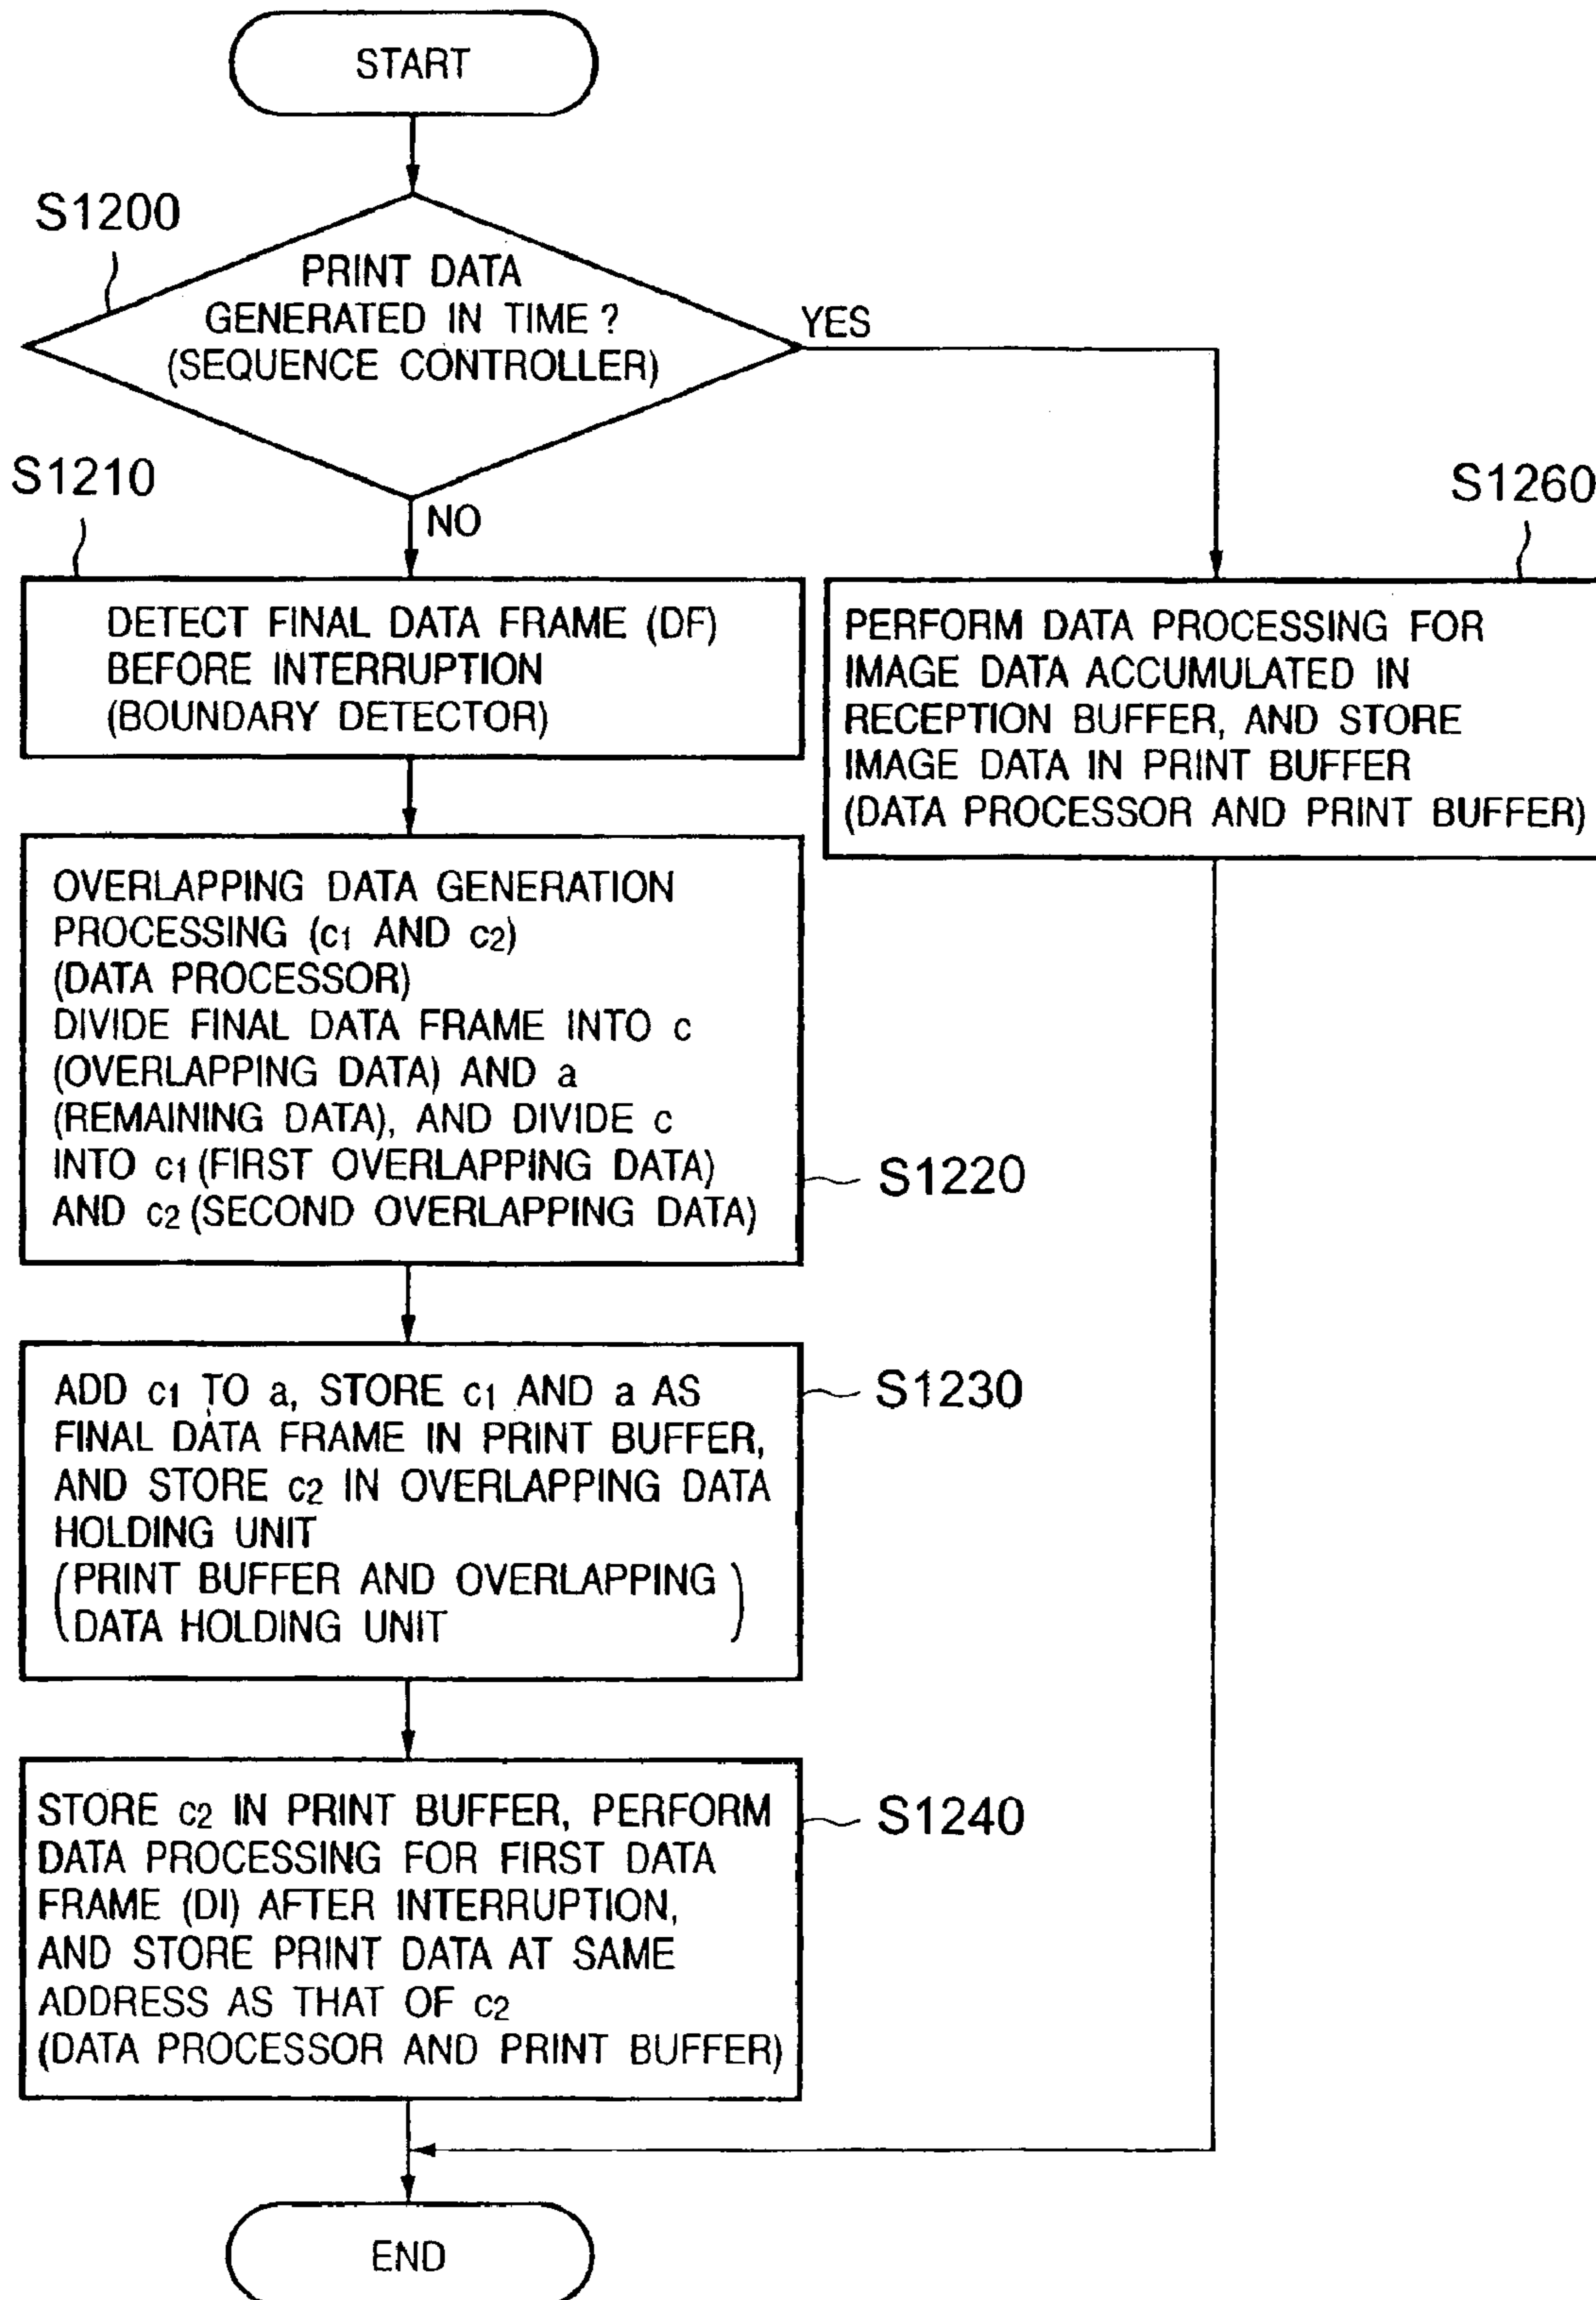 START
S1200
PRINT DATA
GENERATED IN TIME?
(SEQUENCE CONTROLLER)
YES
NO
S1210
DETECT FINAL DATA FRAME (DF)
BEFORE INTERRUPTION
(BOUNDARY DETECTOR)
S1260
PERFORM DATA PROCESSING FOR
IMAGE DATA ACCUMULATED IN
RECEPTION BUFFER, AND STORE
IMAGE DATA IN PRINT BUFFER
(DATA PROCESSOR AND PRINT BUFFER)
OVERLAPPING DATA GENERATION
PROCESSING (c1 AND c2)
(DATA PROCESSOR)
DIVIDE FINAL DATA FRAME INTO c
(OVERLAPPING DATA) AND a
(REMAINING DATA), AND DIVIDE c
INTO c1 (FIRST OVERLAPPING DATA)
AND c2 (SECOND OVERLAPPING DATA)
S1220
ADD c1 TO a, STORE c1 AND a AS
FINAL DATA FRAME IN PRINT BUFFER,
AND STORE c2 IN OVERLAPPING DATA
HOLDING UNIT
(PRINT BUFFER AND OVERLAPPING
DATA HOLDING UNIT)
S1230
STORE c2 IN PRINT BUFFER, PERFORM
DATA PROCESSING FOR FIRST DATA
FRAME (DI) AFTER INTERRUPTION,
AND STORE PRINT DATA AT SAME
ADDRESS AS THAT OF c2
(DATA PROCESSOR AND PRINT BUFFER)
S1240
END